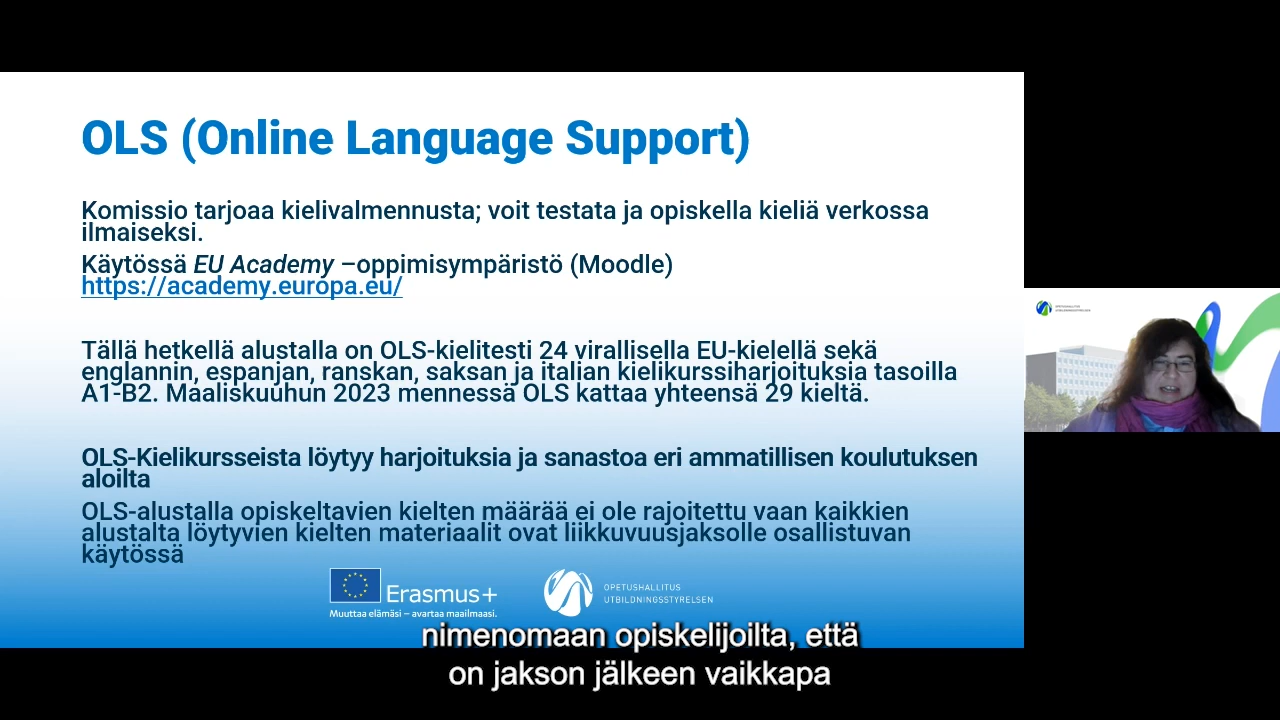 OLS (Online Language Support)
Komissio tarjoaa kielivalmennusta; voit testata ja opiskella kieliä verkossa
ilmaiseksi.
Käytössä EU Academy –oppimisympäristö (Moodle)
https://academy.europa.eu/
Tällä hetkellä alustalla on OLS-kielitesti 24 virallisella EU-kielellä sekä
englannin, espanjan, ranskan, saksan ja italian kielikurssiharjoituksia tasoilla
A1-B2. Maaliskuuhun 2023 mennessä OLS kattaa yhteensä 29 kieltä.
OLS-Kielikursseista löytyy harjoituksia ja sanastoa eri ammatillisen koulutuksen
aloilta
OLS-alustalla opiskeltavien kielten määrää ei ole rajoitettu vaan kaikkien
alustalta löytyvien kielten materiaalit ovat liikkuvuusjaksolle osallistuvan
käytössä
Erasmus+
Muuttaa elämäsi – avartaa maailmaasi.
OPETUSHALLITUS
UTBILDNINGSSTYRELSEN
nimenomaan opiskelijoilta, että
on jakson jälkeen vaikkapa
OPETUSHALLITUS
UTBILDNINGSSTYRELSEN